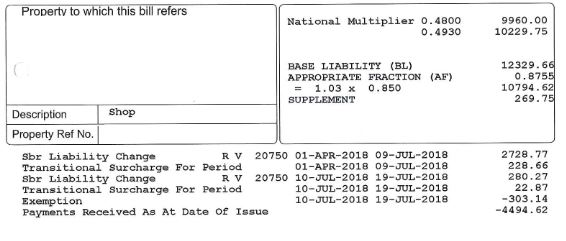 Property to which this bill refers
National Multiplier 0.4800 9960.00
0.4930 10229.75
BASE LIABILITY (BL) 12329.66
APPROPRIATE FRACTION (AF) 0.8755
= 1.03 x 0.850 10794.62
SUPPLEMENT 269.75
Description Shop
Property Ref No.
Sbr Liability Change R V 20750 01-APR-2018 09-JUL-2018 2728.77
Transitional Surcharge For Period 01-APR-2018 09-JUL-2018 228.66
Sbr Liability Change R V 20750 10-JUL-2018 19-JUL-2018 280.27
Transitional Surcharge For Period 10-JUL-2018 19-JUL-2018 22.87
Exemption 10-JUL-2018 19-JUL-2018 -303.14
Payments Received As At Date Of Issue -4494.62